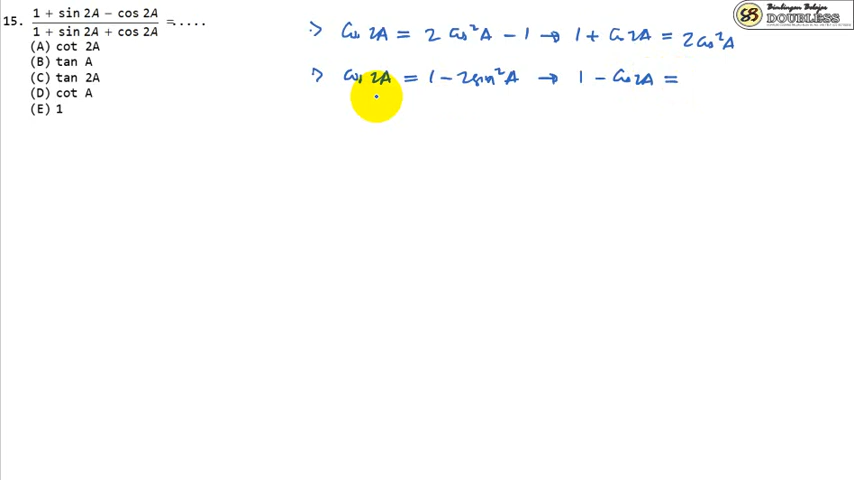 15. 1 + sin 2A − cos 2A / 1 + sin 2A + cos 2A = .....
(A) cot 2A
(B) tan A
(C) tan 2A
(D) cot A
(E) 1
:> cos 2A = 2 cos²A − 1 → 1 + cos 2A = 2 cos²A
:> cos 2A = 1 − 2 sin²A → 1 − cos 2A =
SB Bimbingan Belajar
DOUBLESS